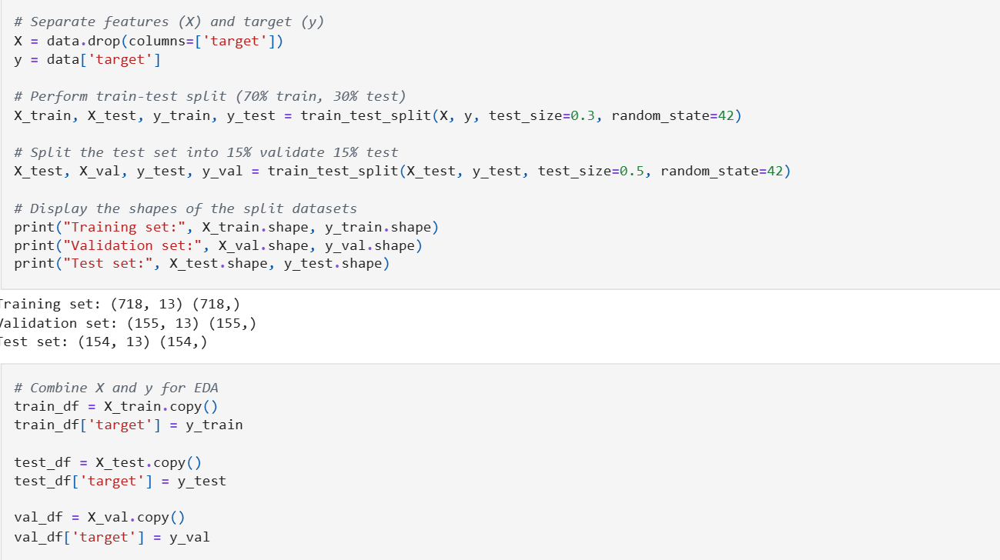 # Separate features (X) and target (y)
X = data.drop(columns=['target'])
y = data['target']
# Perform train-test split (70% train, 30% test)
X_train, X_test, y_train, y_test = train_test_split(X, y, test_size=0.3, random_state=42)
# Split the test set into 15% validate 15% test
X_test, X_val, y_test, y_val = train_test_split(X_test, y_test, test_size=0.5, random_state=42)
# Display the shapes of the split datasets
print("Training set:", X_train.shape, y_train.shape)
print("Validation set:", X_val.shape, y_val.shape)
print("Test set:", X_test.shape, y_test.shape)
Training set: (718, 13) (718,)
Validation set: (155, 13) (155,)
Test set: (154, 13) (154,)
# Combine X and y for EDA
train_df = X_train.copy()
train_df['target'] = y_train
test_df = X_test.copy()
test_df['target'] = y_test
val_df = X_val.copy()
val_df['target'] = y_val